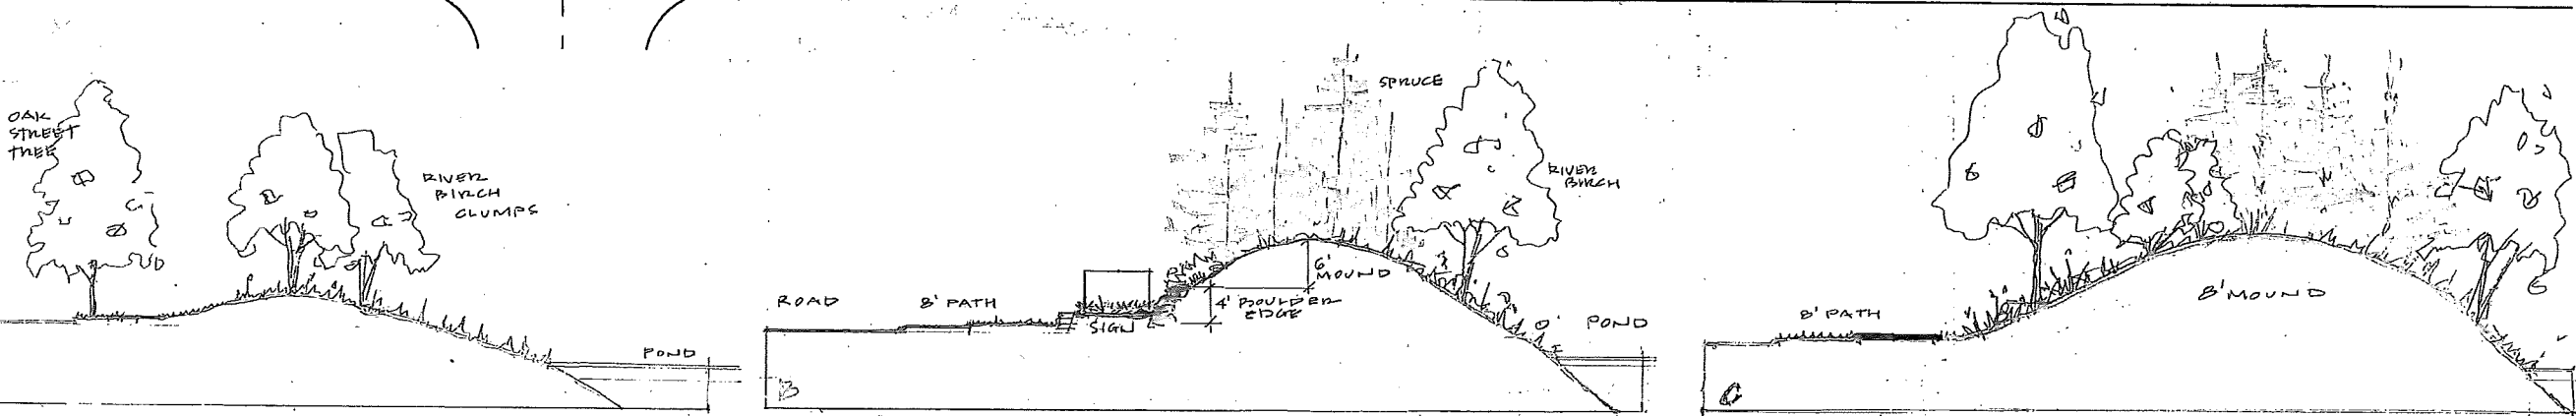 OAK
STREET
TREE
RIVER
BIRCH
CLUMPS
POND
ROAD
8' PATH
SIGN
4' BOULDER
EDGE
6'
MOUND
SPRUCE
RIVER
BIRCH
POND
B
8' PATH
8' MOUND
C